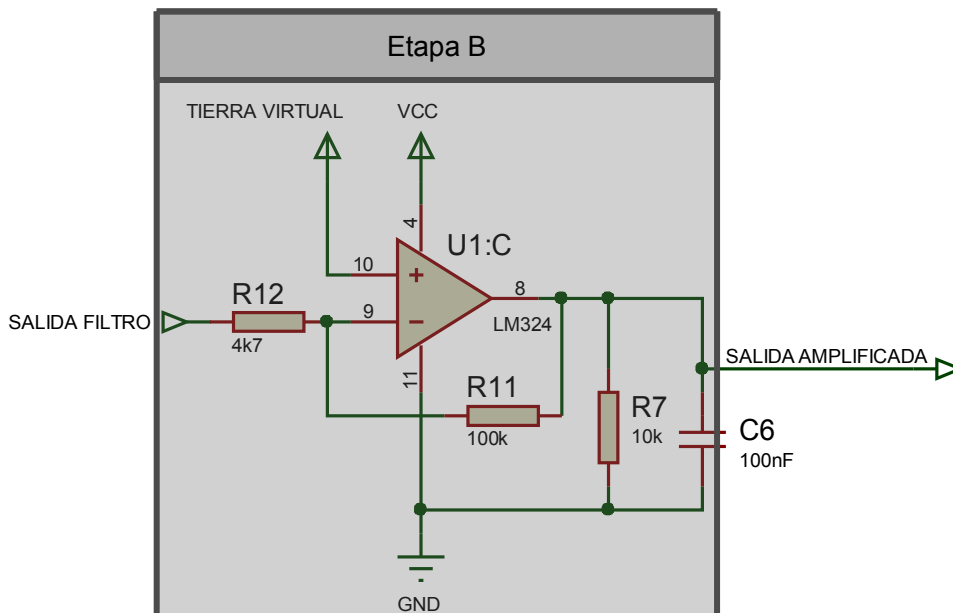 Etapa B
TIERRA VIRTUAL
VCC
4
U1:C
10
8
R12
9
LM324
SALIDA FILTRO
4k7
SALIDA AMPLIFICADA
11
R11
R7
100k
10k
C6
100nF
GND